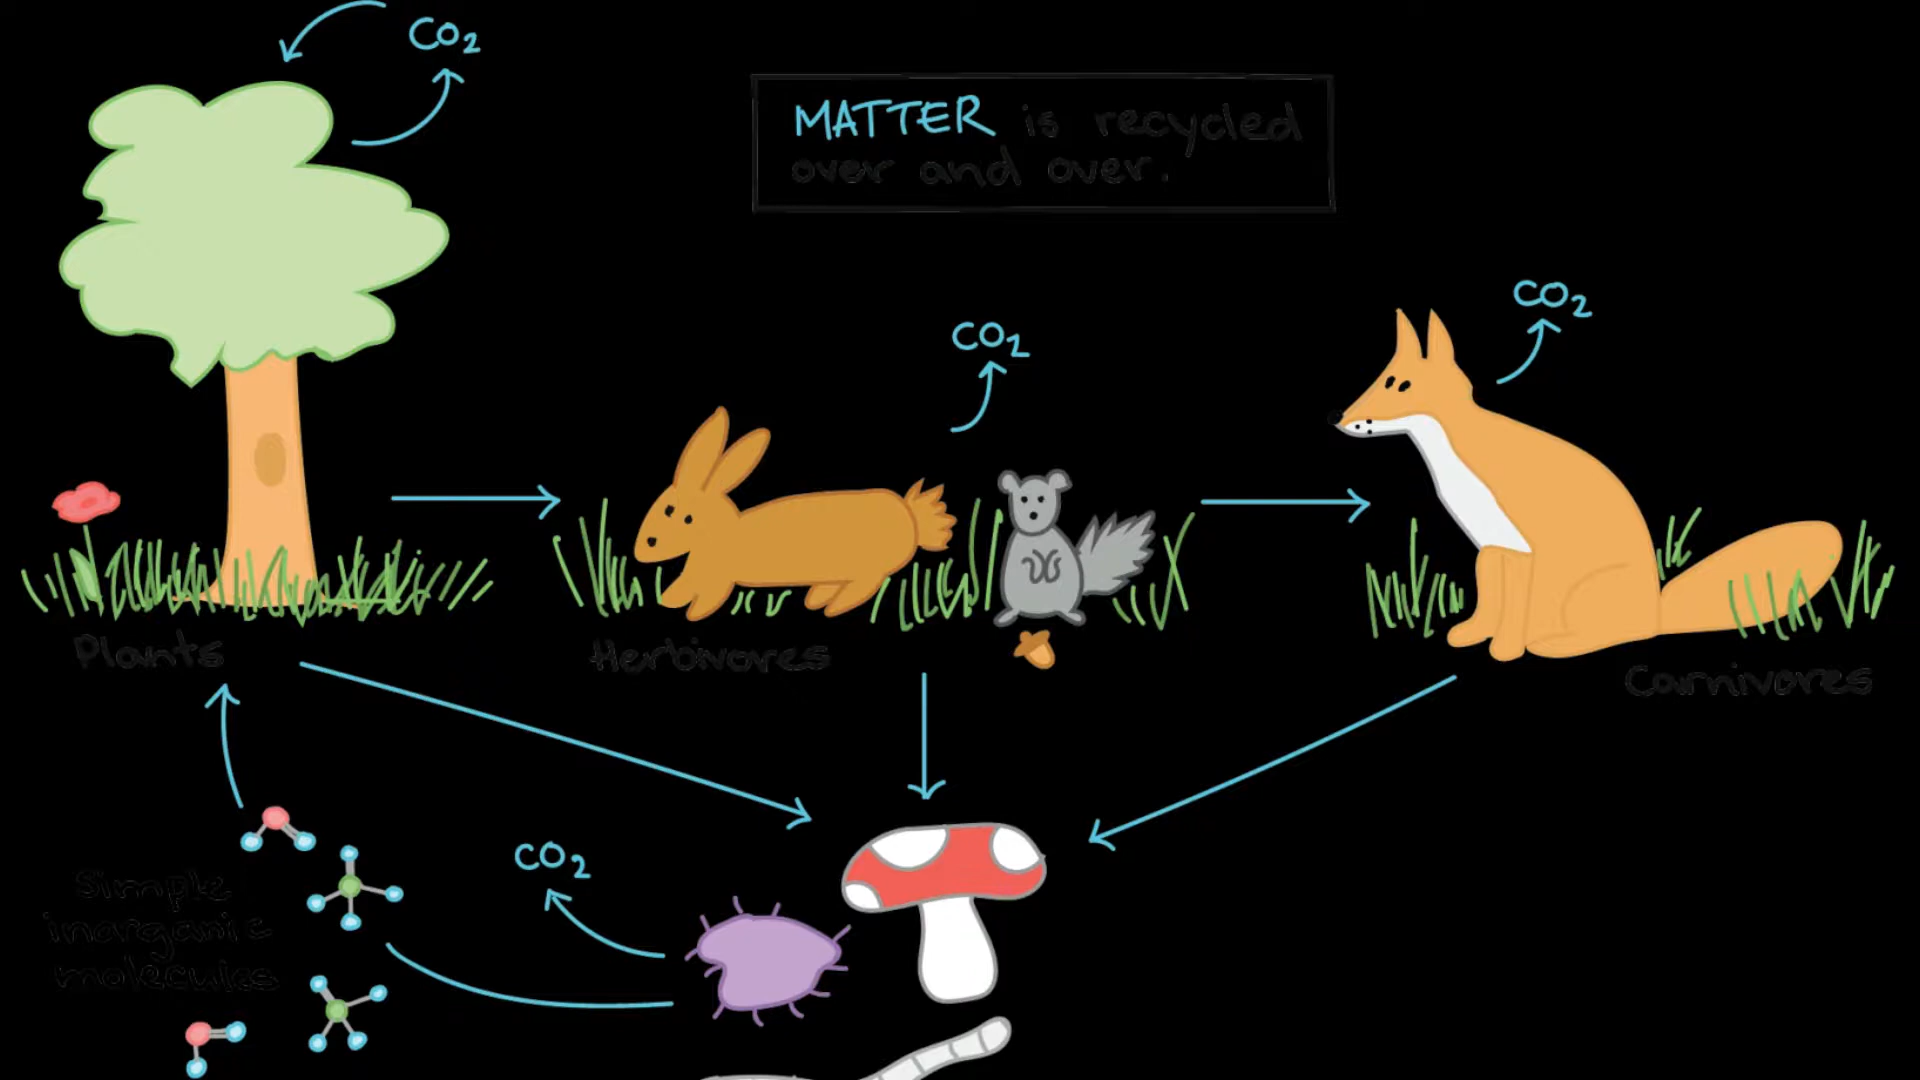 CO₂
MATTER is recycled
over and over.
CO₂
CO₂
Plants
Herbivores
Carnivores
CO₂
Simple
inorganic
molecules